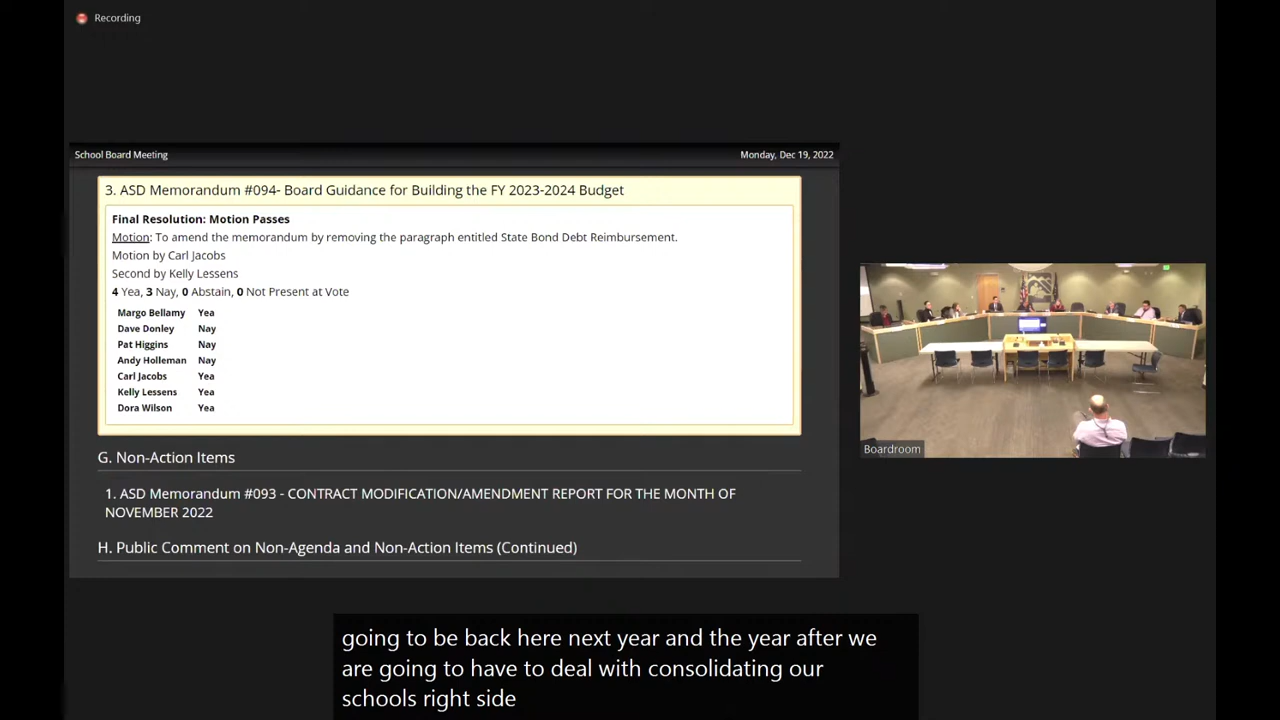 Recording
School Board Meeting
Monday, Dec 19, 2022
3. ASD Memorandum #094- Board Guidance for Building the FY 2023-2024 Budget
Final Resolution: Motion Passes
Motion: To amend the memorandum by removing the paragraph entitled State Bond Debt Reimbursement.
Motion by Carl Jacobs
Second by Kelly Lessens
4 Yea, 3 Nay, 0 Abstain, 0 Not Present at Vote
Margo Bellamy Yea
Dave Donley Nay
Pat Higgins Nay
Andy Holleman Nay
Carl Jacobs Yea
Kelly Lessens Yea
Dora Wilson Yea
G. Non-Action Items
1. ASD Memorandum #093 - CONTRACT MODIFICATION/AMENDMENT REPORT FOR THE MONTH OF
NOVEMBER 2022
H. Public Comment on Non-Agenda and Non-Action Items (Continued)
Boardroom
going to be back here next year and the year after we
are going to have to deal with consolidating our
schools right side